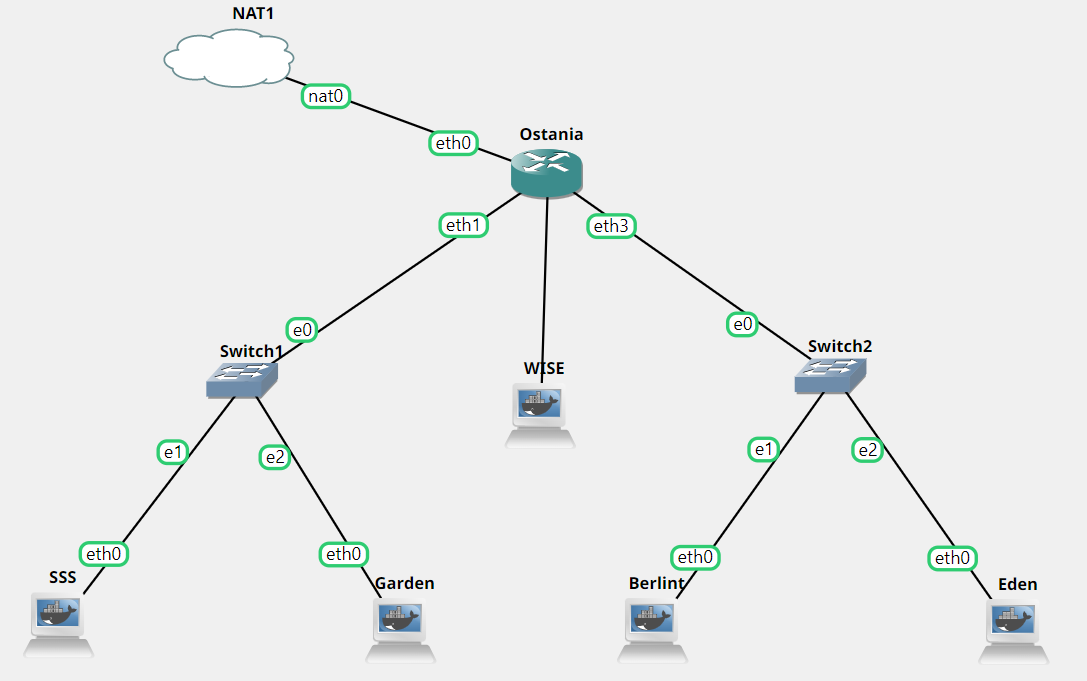 NAT1
nat0
eth0
Ostania
eth1
eth3
e0
e0
Switch1
Switch2
WISE
e1
e2
e1
e2
eth0
eth0
eth0
eth0
SSS
Garden
Berlint
Eden